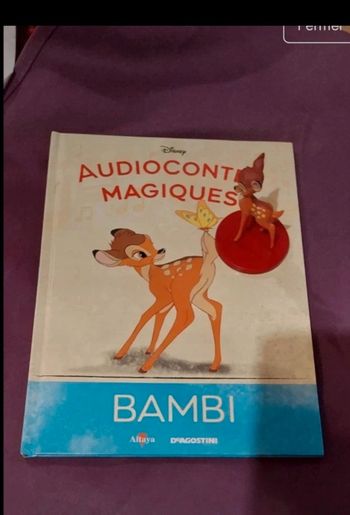 Fermer
Disney
AUDIOCONTES
MAGIQUES
BAMBI
Altaya
DeAGOSTINI